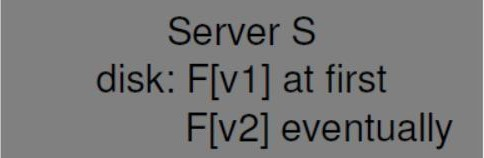 Server S
disk: F[v1] at first
F[v2] eventually